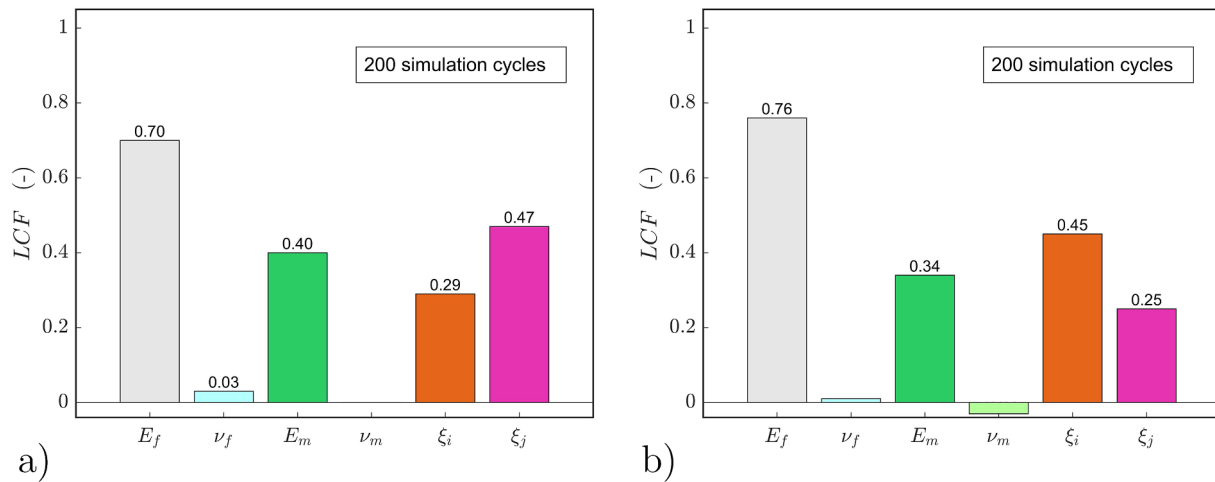 1
200 simulation cycles
0.8
0.70
0.6
LCF (-)
0.47
0.40
0.4
0.29
0.2
0.03
0
E_f ν_f E_m ν_m ξ_i ξ_j
a)
1
200 simulation cycles
0.8
0.76
0.6
LCF (-)
0.45
0.4
0.34
0.25
0.2
0
E_f ν_f E_m ν_m ξ_i ξ_j
b)